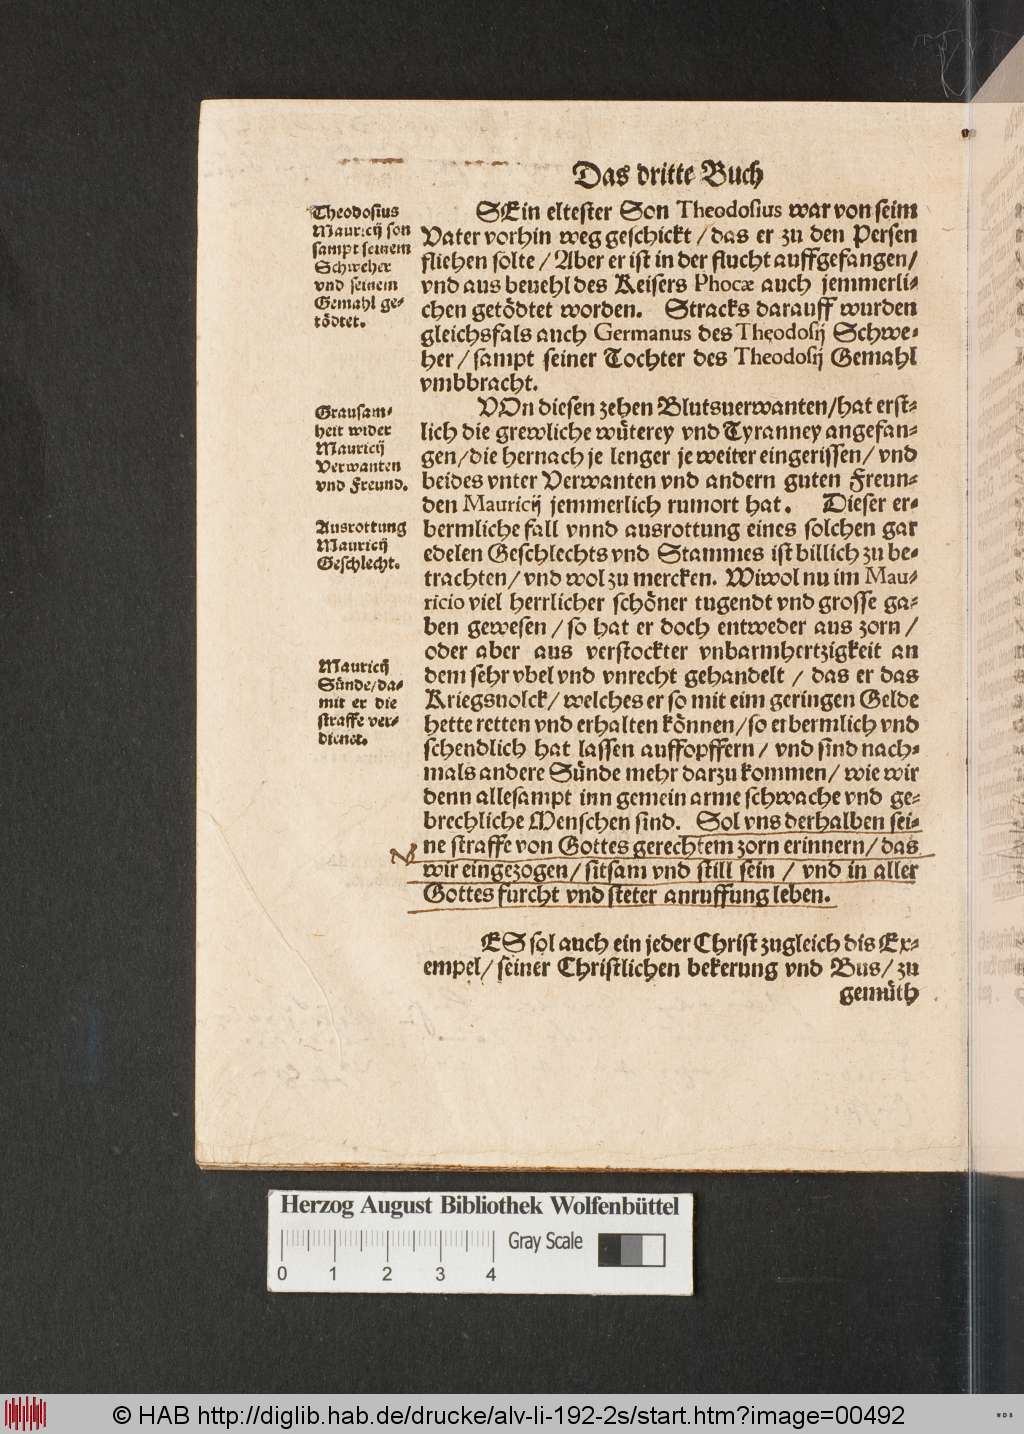 Das dritte Buch
Theodosius
Mauricij son
sampt seinem
Schweher
vnd seinem
Gemahl ge-
tödtet.
SEin eltester Son Theodosius war von seim
Vater vorhin weg geschickt / das er zu den Persen
fliehen solte / Aber er ist in der flucht auffgefangen/
vnd aus beuehl des Keisers Phocæ auch jemmerli-
chen getödtet worden. Stracks darauff wurden
gleichsfals auch Germanus des Theodosij Schwe-
her / sampt seiner Tochter des Theodosij Gemahl
vmbbracht.
Grausam-
heit wider
Mauricij
Verwanten
vnd Freund.
VOn diesen zehen Blutsuerwanten/hat erst-
lich die grewliche wüterey vnd Tyranney angefan-
gen/die hernach je lenger je weiter eingerissen/ vnd
beides vnter Verwanten vnd andern guten Freun-
den Mauricij jemmerlich rumort hat. Dieser er-
Ausrottung
Mauricij
Geschlecht.
bermliche fall vnnd ausrottung eines solchen gar
edelen Geschlechts vnd Stammes ist billich zu be-
trachten/ vnd wol zu mercken. Wiwol nu im Mau-
ricio viel herrlicher schöner tugendt vnd grosse ga-
ben gewesen / so hat er doch entweder aus zorn /
oder aber aus verstockter vnbarmhertzigkeit an
Mauricij
Sünde/da-
mit er die
straffe ver-
dienet.
dem sehr vbel vnd vnrecht gehandelt / das er das
Kriegsuolck/ welches er so mit eim geringen Gelde
hette retten vnd erhalten können/so erbermlich vnd
schendlich hat lassen auffopffern/ vnd sind nach-
mals andere Sünde mehr darzu kommen/ wie wir
denn allesampt inn gemein arme schwache vnd ge-
brechliche Menschen sind. Sol vns derhalben sei-
ne straffe von Gottes gerechtem zorn erinnern/ das
wir eingezogen/ sitsam vnd still sein / vnd in aller
Gottes furcht vnd steter anruffung leben.
ES sol auch ein jeder Christ zugleich dis Ex-
empel/ seiner Christlichen bekerung vnd Bus/ zu
gemüth
Herzog August Bibliothek Wolfenbüttel
Gray Scale
0 1 2 3 4
© HAB http://diglib.hab.de/drucke/alv-li-192-2s/start.htm?image=00492